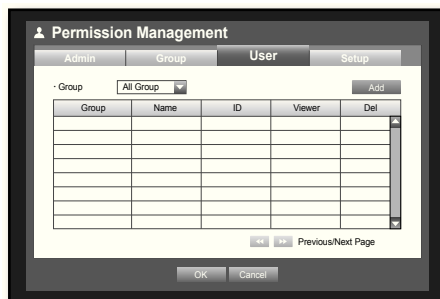 Permission Management
Admin Group User Setup
· Group All Group Add
Group Name ID Viewer Del
Previous/Next Page
OK Cancel